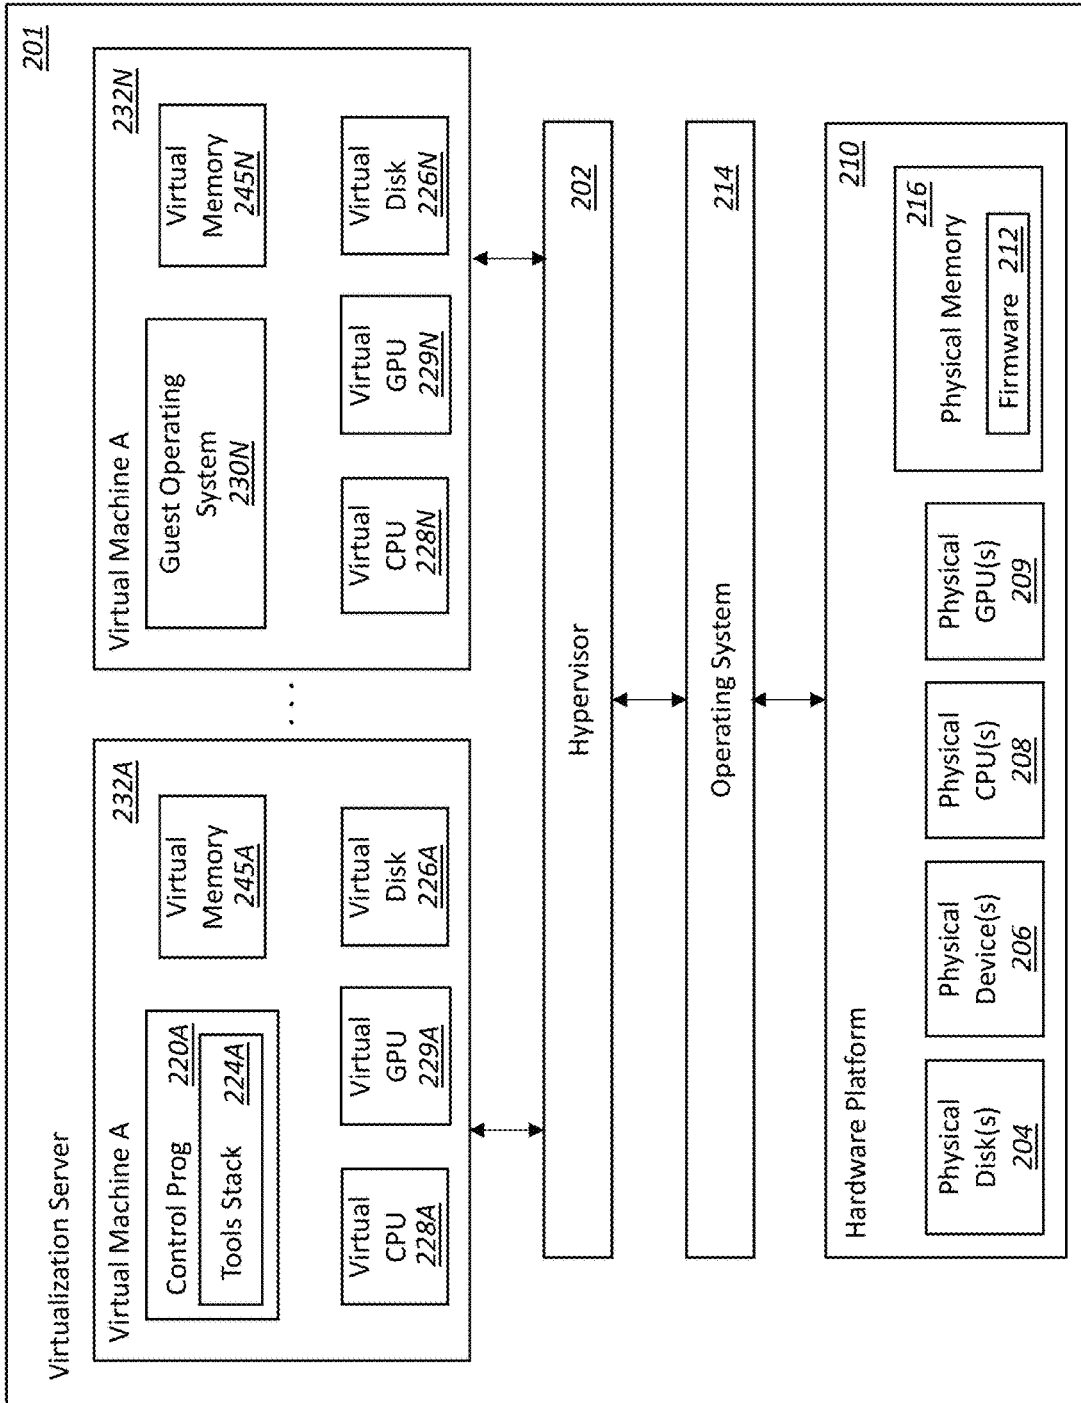 Virtualization Server
201
Virtual Machine A
232A
Control Prog
220A
Tools Stack
224A
Virtual
Memory
245A
Virtual
CPU
228A
Virtual
GPU
229A
Virtual
Disk
226A
. . .
Virtual Machine A
232N
Guest Operating
System
230N
Virtual
Memory
245N
Virtual
CPU
228N
Virtual
GPU
229N
Virtual
Disk
226N
Hypervisor
202
Operating System
214
Hardware Platform
210
Physical
Disk(s)
204
Physical
Device(s)
206
Physical
CPU(s)
208
Physical
GPU(s)
209
216
Physical Memory
Firmware 212